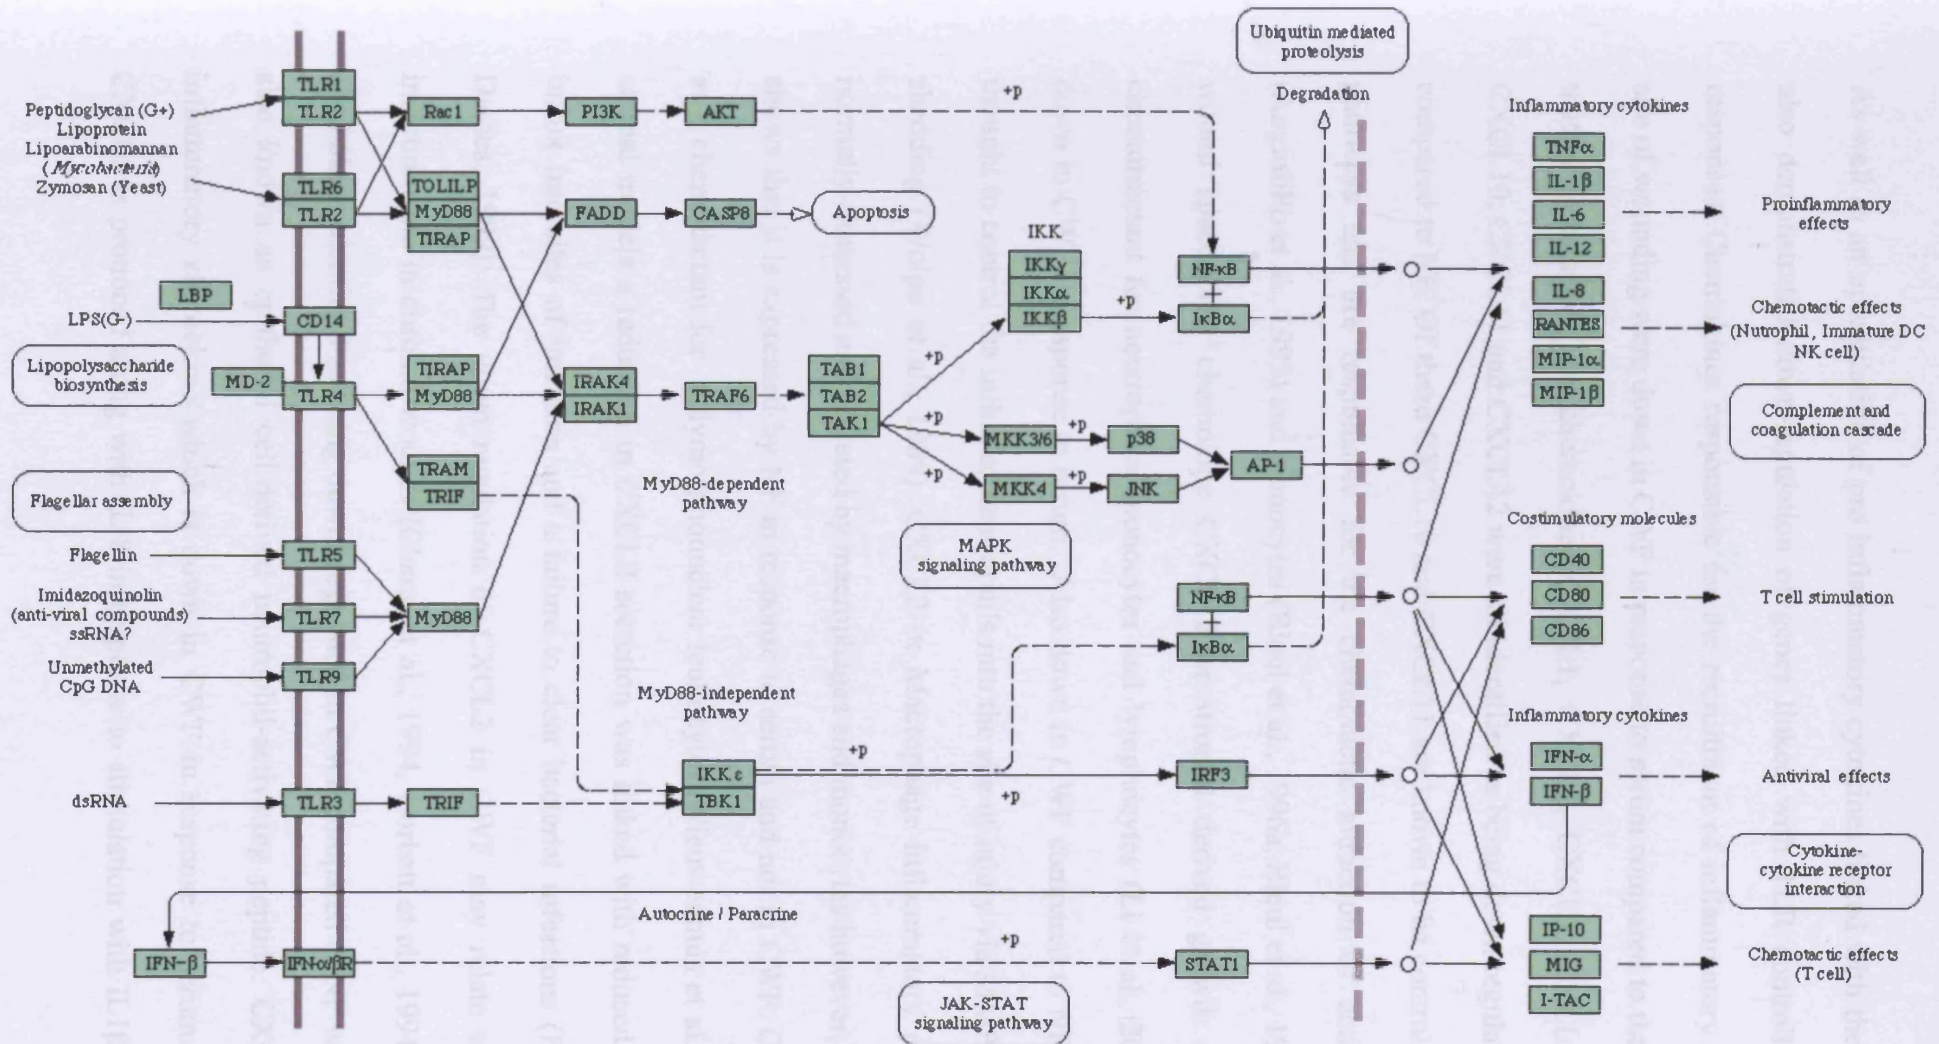 Ubiquitin mediated
proteolysis
Degradation
Peptidoglycan (G+)
Lipoprotein
Lipoarabinomannan
(Mycobacteria)
Zymosan (Yeast)
TLR1
TLR2
TLR6
TLR2
Rac1
PI3K
AKT
+p
TOLILP
MyD88
TIRAP
FADD
CASP8
Apoptosis
LBP
LPS(G-)
CD14
Lipopolysaccharide
biosynthesis
MD-2
TLR4
TIRAP
MyD88
IRAK4
IRAK1
TRAF6
TAB1
TAB2
TAK1
IKK
IKKγ
IKKα
IKKβ
+p
+p
NF-κB
IκBα
+p
MKK3/6
+p
p38
+p
MKK4
+p
JNK
AP-1
TRAM
TRIF
MyD88-dependent
pathway
MAPK
signaling pathway
Flagellar assembly
Flagellin
TLR5
Imidazoquinolin
(anti-viral compounds)
ssRNA?
TLR7
MyD88
Unmethylated
CpG DNA
TLR9
MyD88-independent
pathway
NF-κB
IκBα
+p
IKK ε
TBK1
+p
IRF3
dsRNA
TLR3
TRIF
Autocrine / Paracrine
IFN-β
IFN-α/βR
+p
STAT1
JAK-STAT
signaling pathway
Inflammatory cytokines
TNFα
IL-1β
IL-6
IL-12
Proinflammatory
effects
IL-8
RANTES
MIP-1α
MIP-1β
Chemotactic effects
(Nutrophil, Immature DC
NK cell)
Complement and
coagulation cascade
Costimulatory molecules
CD40
CD80
CD86
T cell stimulation
Inflammatory cytokines
IFN-α
IFN-β
Antiviral effects
Cytokine-
cytokine receptor
interaction
IP-10
MIG
I-TAC
Chemotactic effects
(T cell)